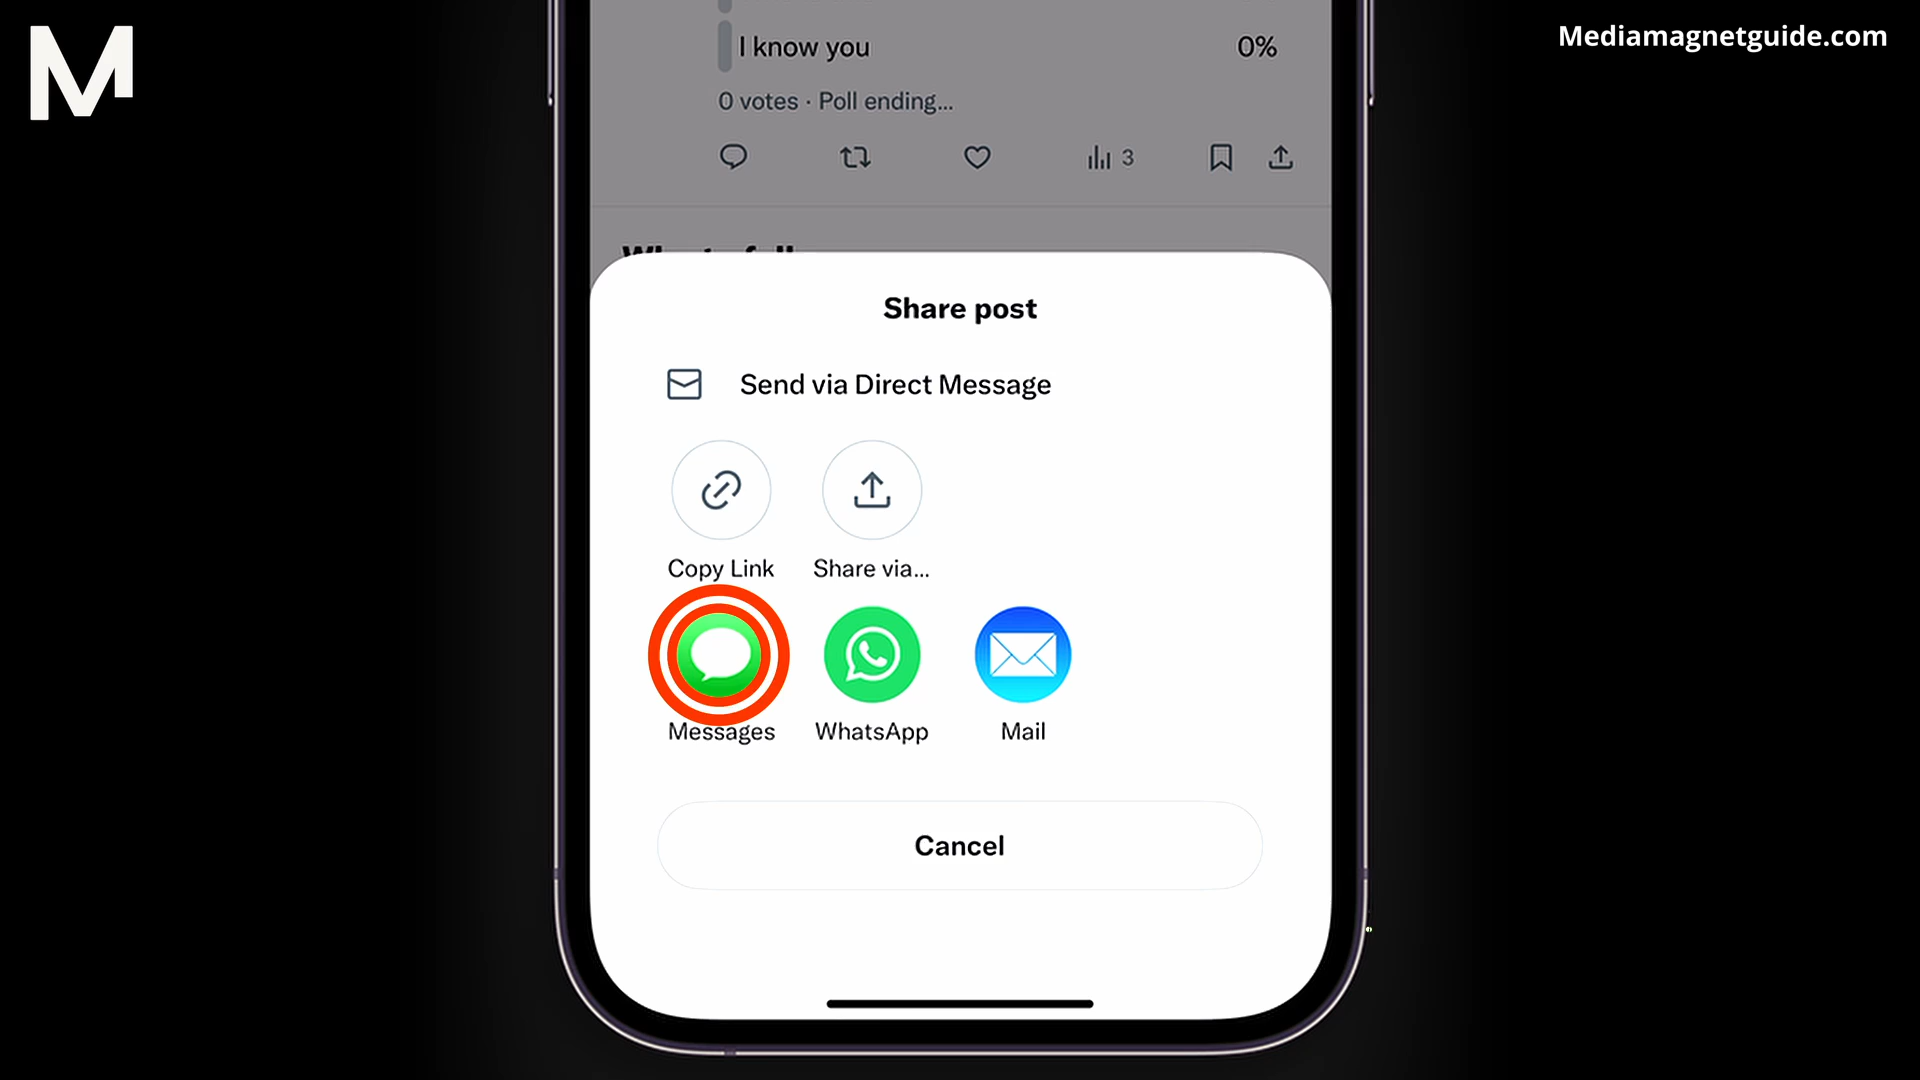 M
Mediamagnetguide.com
I know you 0%
0 votes · Poll ending...
3
Share post
Send via Direct Message
Copy Link Share via...
Messages WhatsApp Mail
Cancel